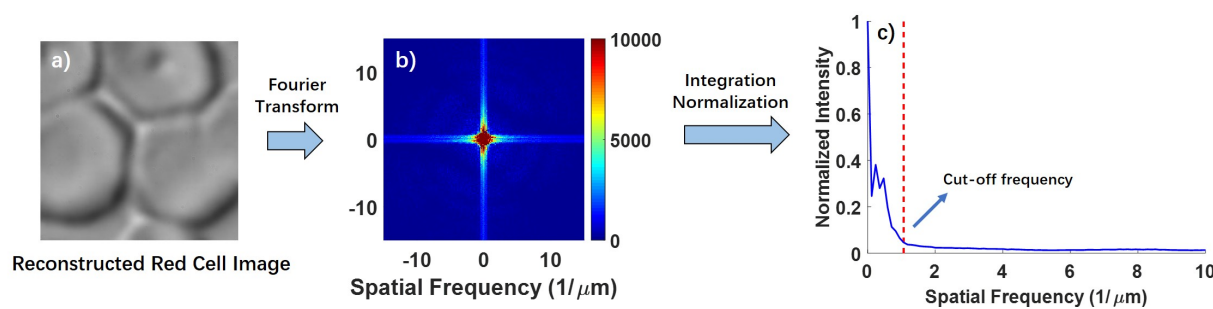 a)
Reconstructed Red Cell Image
Fourier
Transform
b)
10
0
-10
-10
0
10
Spatial Frequency (1/μm)
10000
5000
0
Integration
Normalization
c)
Normalized Intensity
1
0.8
0.6
0.4
0.2
0
Cut-off frequency
0
2
4
6
8
10
Spatial Frequency (1/μm)